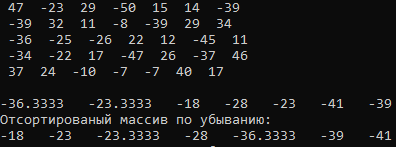 47 -23 29 -50 15 14 -39
-39 32 11 -8 -39 29 34
-36 -25 -26 22 12 -45 11
-34 -22 17 -47 26 -37 46
37 24 -10 -7 -7 40 17
-36.3333 -23.3333 -18 -28 -23 -41 -39
Отсортированый массив по убыванию:
-18 -23 -23.3333 -28 -36.3333 -39 -41